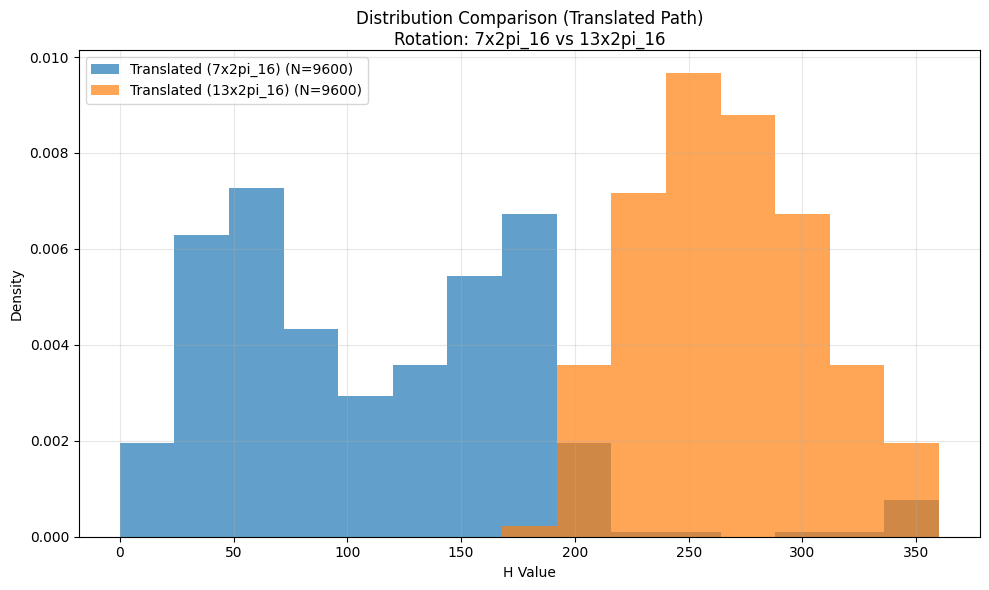 Distribution Comparison (Translated Path)
Rotation: 7x2pi_16 vs 13x2pi_16
Translated (7x2pi_16) (N=9600)
Translated (13x2pi_16) (N=9600)
0.010
0.008
0.006
0.004
0.002
0.000
Density
0 50 100 150 200 250 300 350
H Value